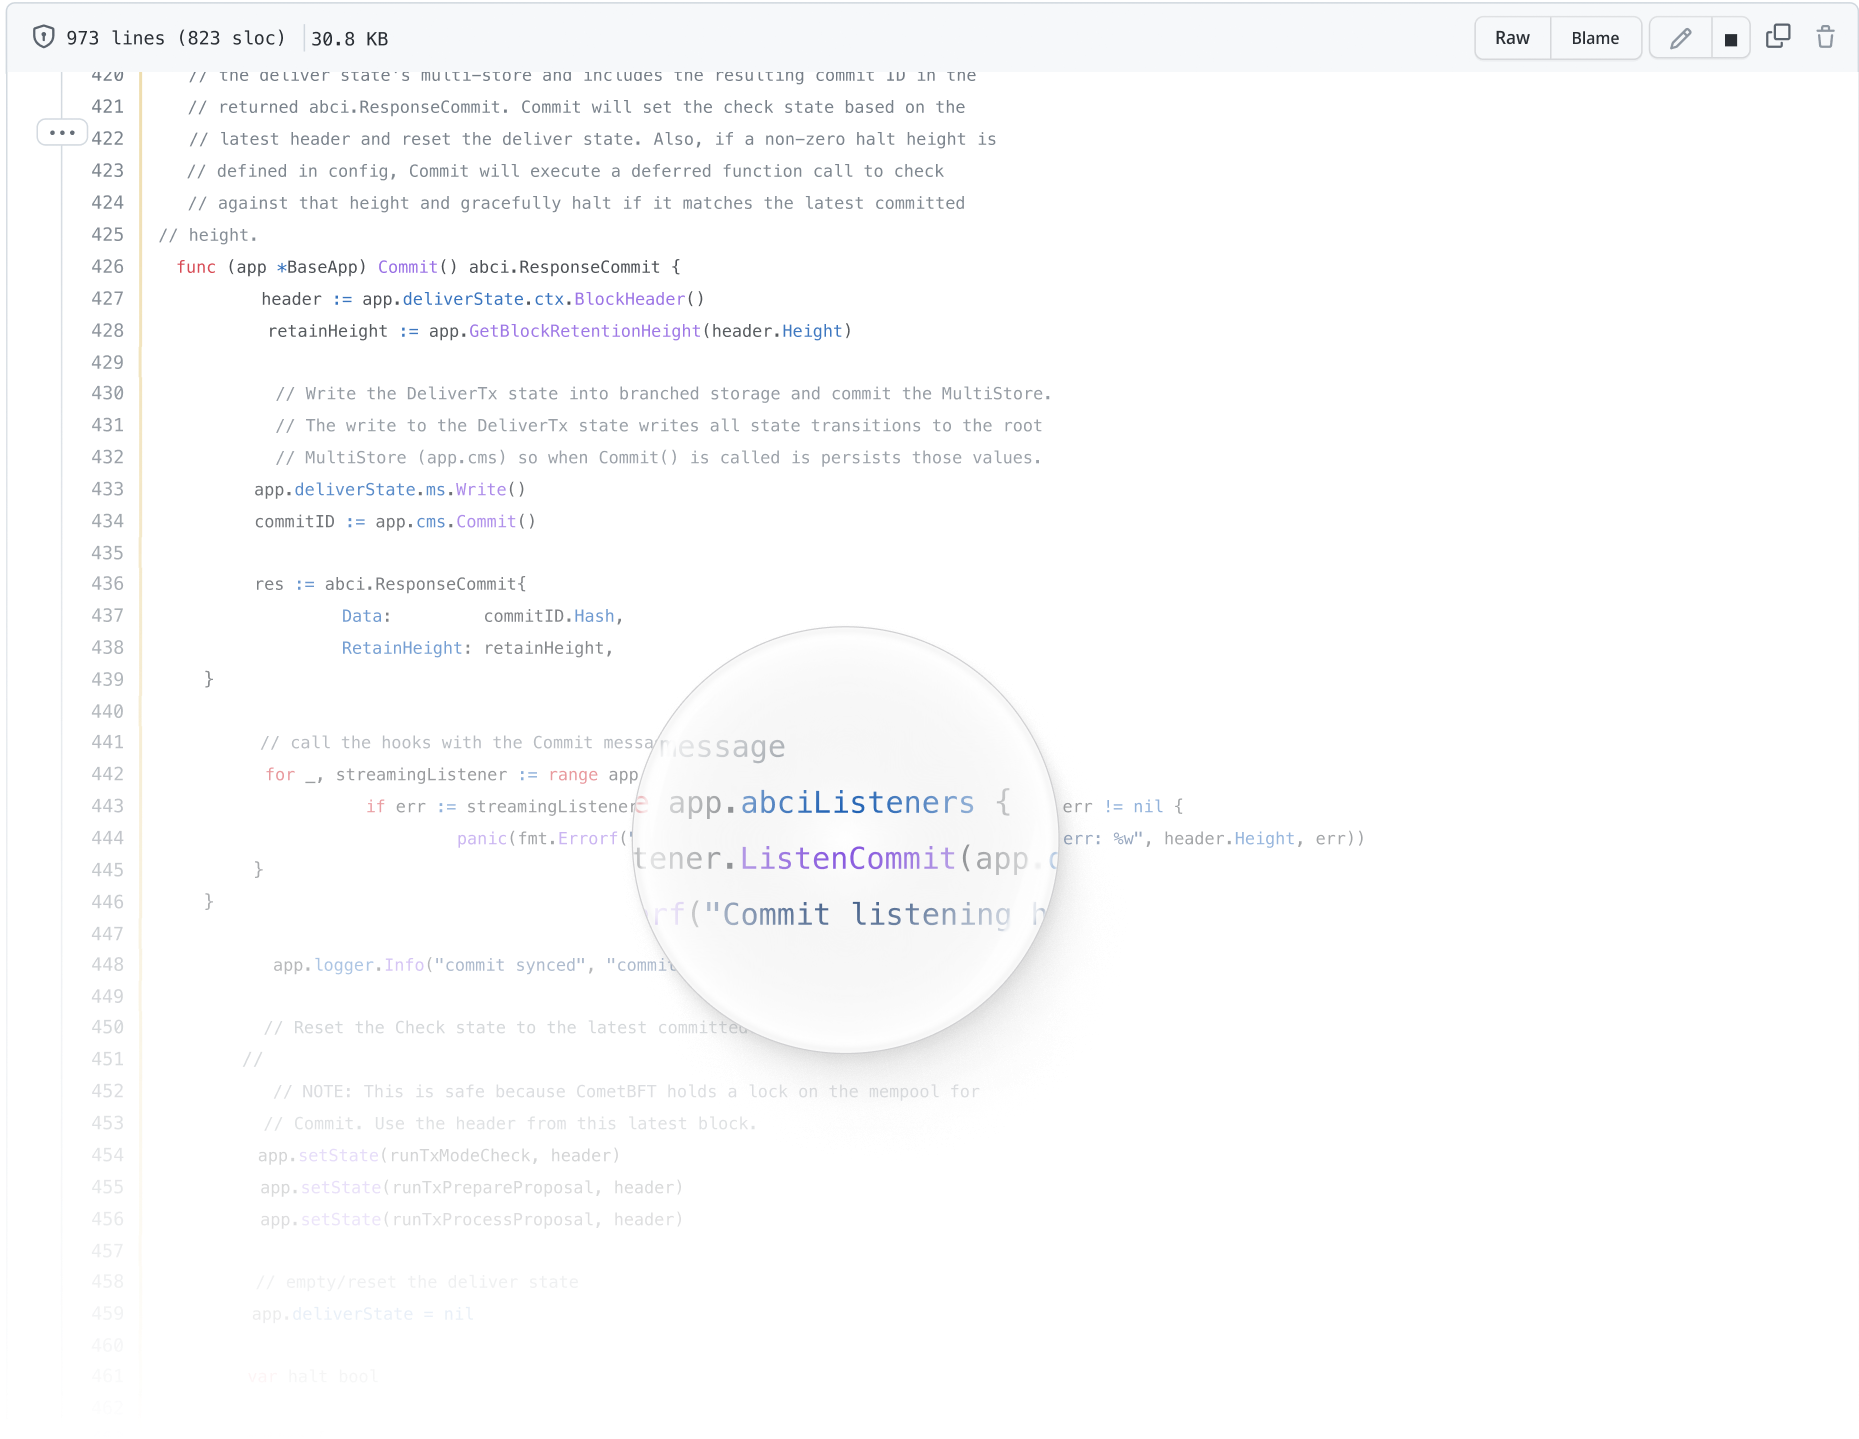 973 lines (823 sloc) 30.8 KB Raw Blame
420 // the deliver state's multi-store and includes the resulting commit ID in the
421 // returned abci.ResponseCommit. Commit will set the check state based on the
422 // latest header and reset the deliver state. Also, if a non-zero halt height is
423 // defined in config, Commit will execute a deferred function call to check
424 // against that height and gracefully halt if it matches the latest committed
425 // height.
426 func (app *BaseApp) Commit() abci.ResponseCommit {
427 header := app.deliverState.ctx.BlockHeader()
428 retainHeight := app.GetBlockRetentionHeight(header.Height)
429
430 // Write the DeliverTx state into branched storage and commit the MultiStore.
431 // The write to the DeliverTx state writes all state transitions to the root
432 // MultiStore (app.cms) so when Commit() is called is persists those values.
433 app.deliverState.ms.Write()
434 commitID := app.cms.Commit()
435
436 res := abci.ResponseCommit{
437 Data: commitID.Hash,
438 RetainHeight: retainHeight,
439 }
440
441 // call the hooks with the Commit message
442 for _, streamingListener := range app.abciListeners {
443 if err := streamingListener.ListenCommit(app. err != nil {
444 panic(fmt.Errorf("Commit listening err: %w", header.Height, err))
445 }
446 }
447
448 app.logger.Info("commit synced", "commit
449
450 // Reset the Check state to the latest committed
451 //
452 // NOTE: This is safe because CometBFT holds a lock on the mempool for
453 // Commit. Use the header from this latest block.
454 app.setState(runTxModeCheck, header)
455 app.setState(runTxPrepareProposal, header)
456 app.setState(runTxProcessProposal, header)
457
458 // empty/reset the deliver state
459 app.deliverState = nil
460
461 var halt bool
462